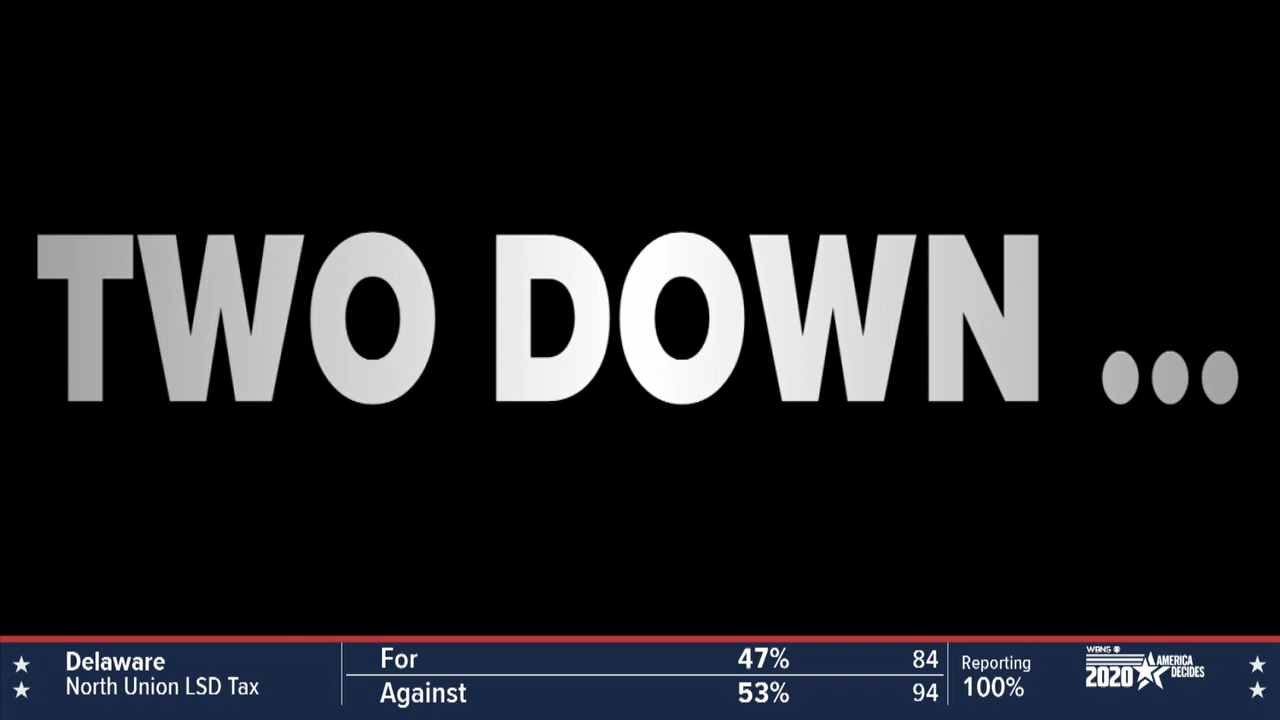 TWO DOWN ...
Delaware
North Union LSD Tax
For 47% 84
Against 53% 94
Reporting
100%
WBNS
2020 AMERICA DECIDES